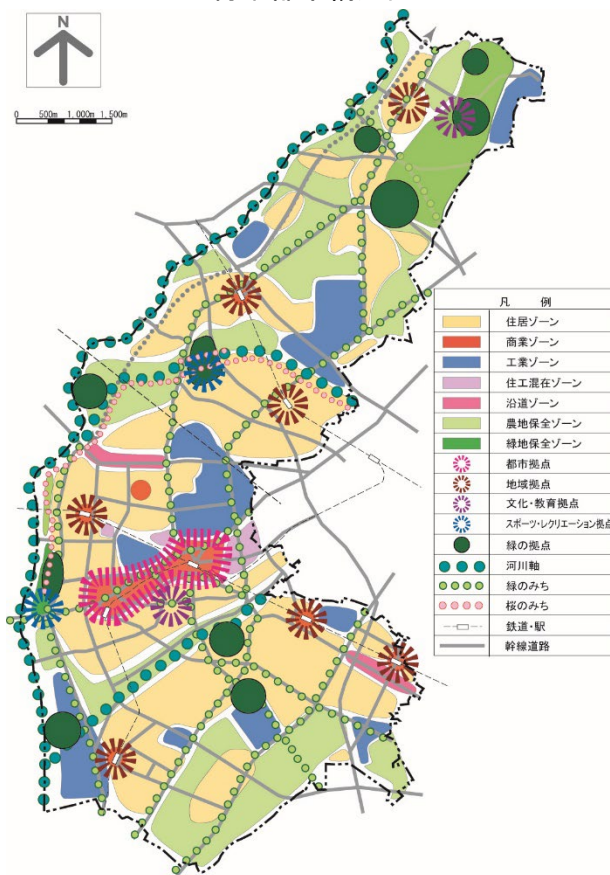 N
0 500m 1,000m 1,500m
凡 例
住居ゾーン
商業ゾーン
工業ゾーン
住工混在ゾーン
沿道ゾーン
農地保全ゾーン
緑地保全ゾーン
都市拠点
地域拠点
文化・教育拠点
スポーツ・レクリエーション拠点
緑の拠点
河川軸
緑のみち
桜のみち
鉄道・駅
幹線道路